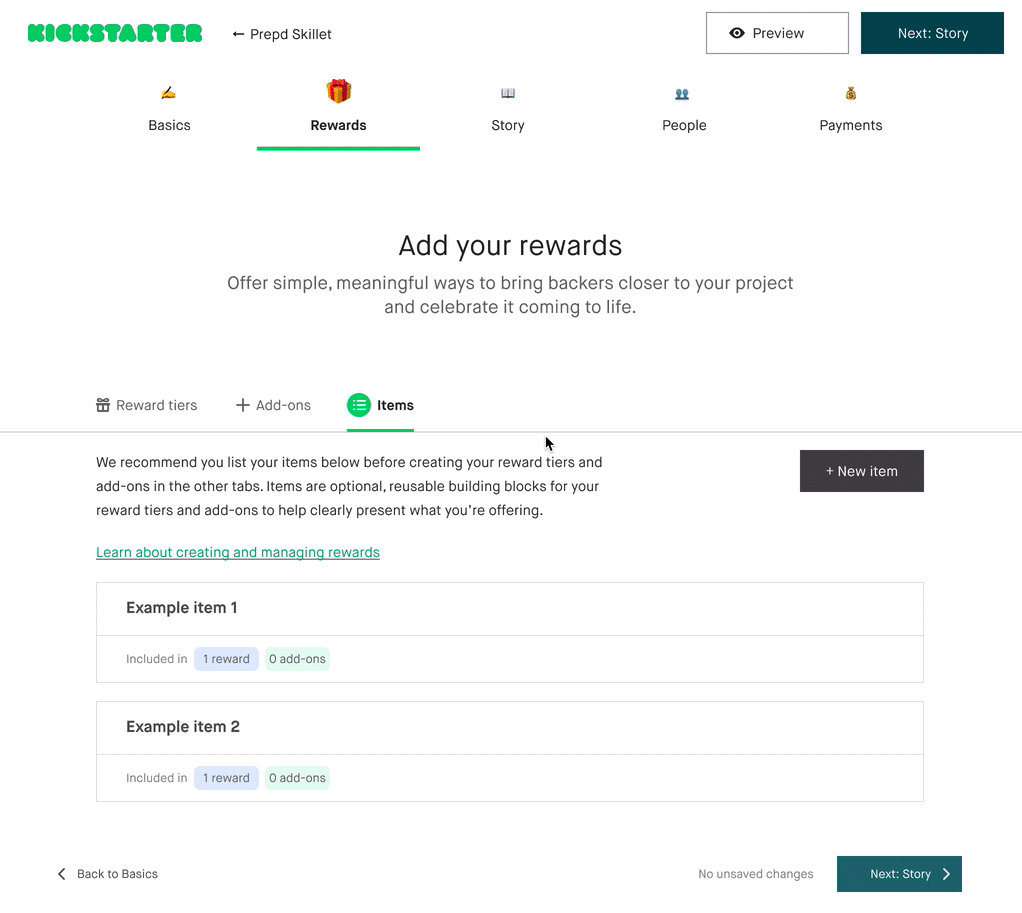 KICKSTARTER
← Prepd Skillet
Preview
Next: Story
Basics
Rewards
Story
People
Payments
Add your rewards
Offer simple, meaningful ways to bring backers closer to your project
and celebrate it coming to life.
Reward tiers
Add-ons
Items
We recommend you list your items below before creating your reward tiers and
add-ons in the other tabs. Items are optional, reusable building blocks for your
reward tiers and add-ons to help clearly present what you’re offering.
+ New item
Learn about creating and managing rewards
Example item 1
Included in 1 reward 0 add-ons
Example item 2
Included in 1 reward 0 add-ons
Back to Basics
No unsaved changes
Next: Story